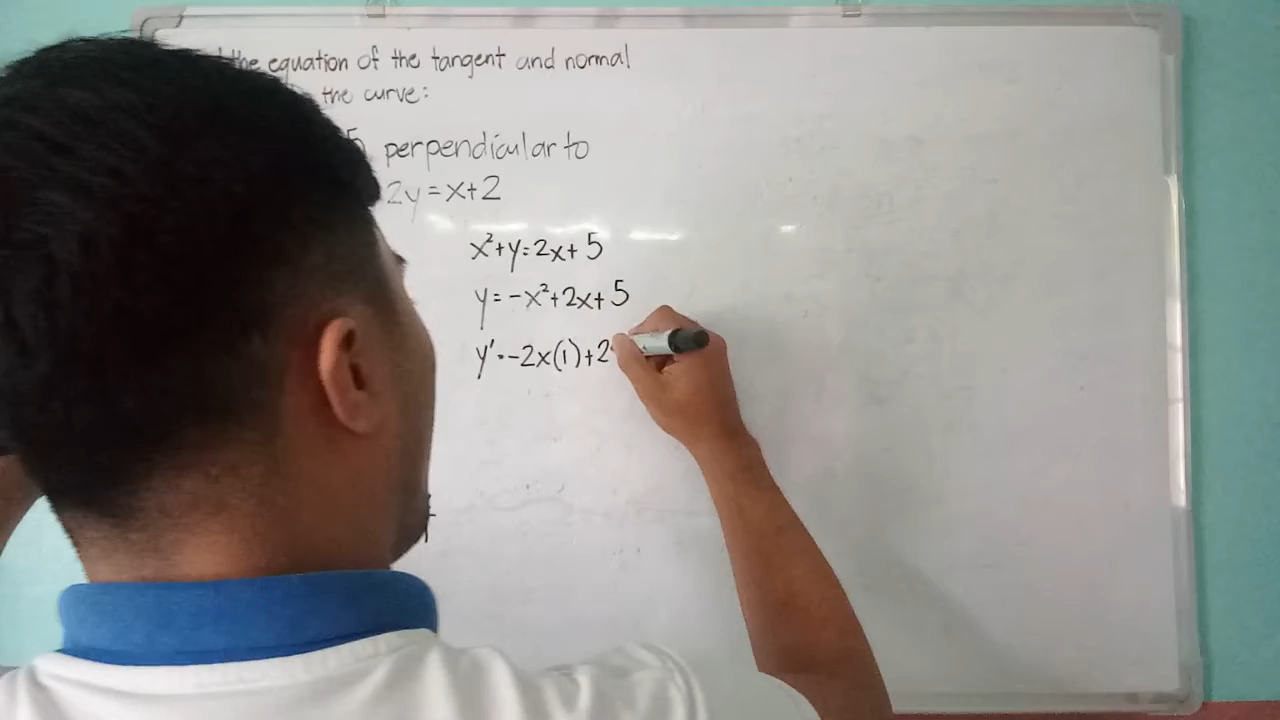 the equation of the tangent and normal
the curve:
5 perpendicular to
2y = x + 2
x² + y = 2x + 5
y = -x² + 2x + 5
y' = -2x(1) + 2